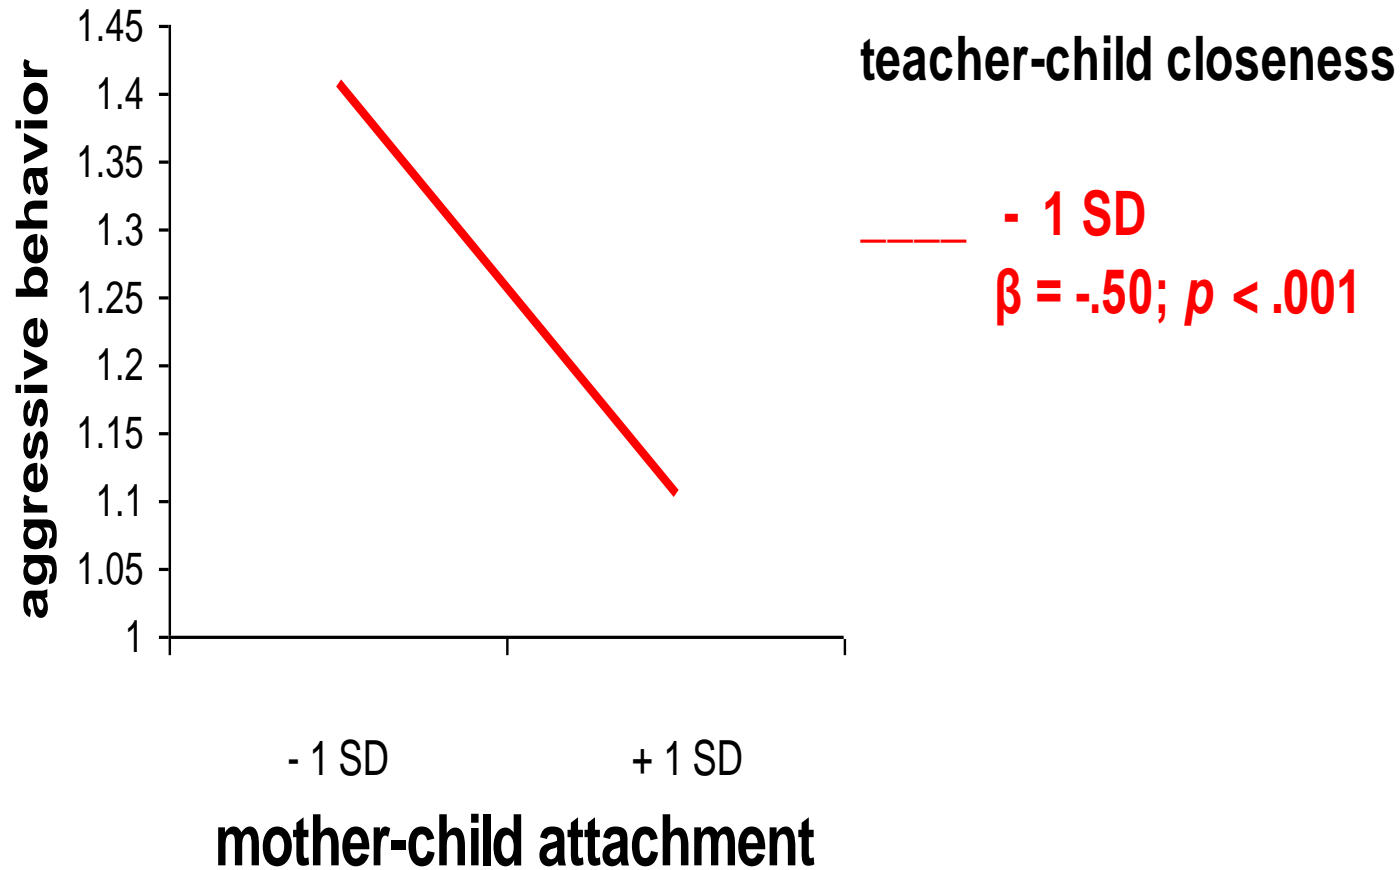 aggressive behavior
1.45
1.4
1.35
1.3
1.25
1.2
1.15
1.1
1.05
1
- 1 SD
+ 1 SD
mother-child attachment
teacher-child closeness
____ - 1 SD
β = -.50; p < .001